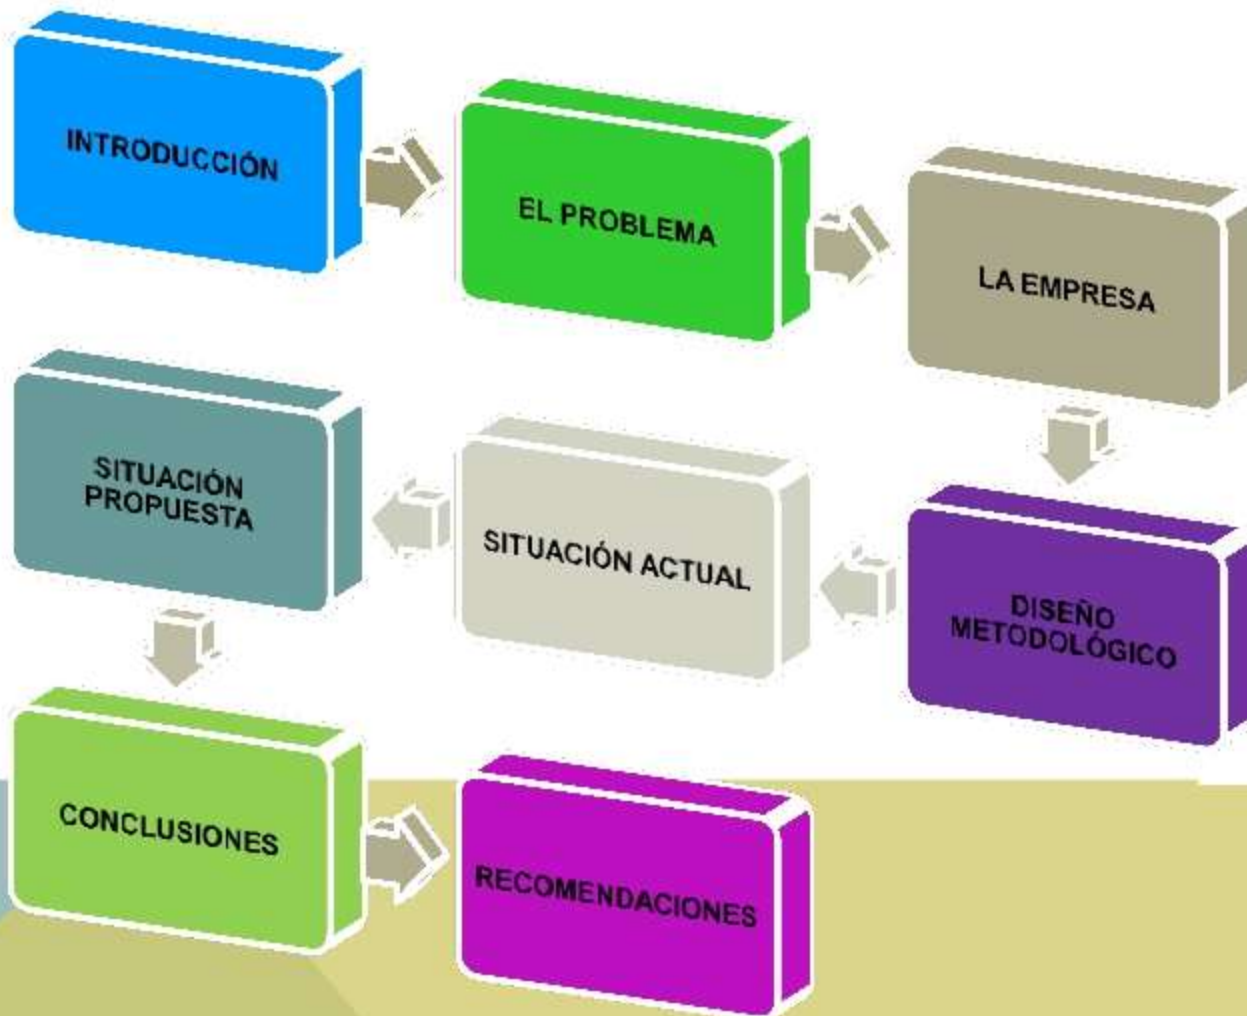 INTRODUCCIÓN
EL PROBLEMA
LA EMPRESA
DISEÑO
METODOLÓGICO
SITUACIÓN ACTUAL
SITUACIÓN
PROPUESTA
CONCLUSIONES
RECOMENDACIONES